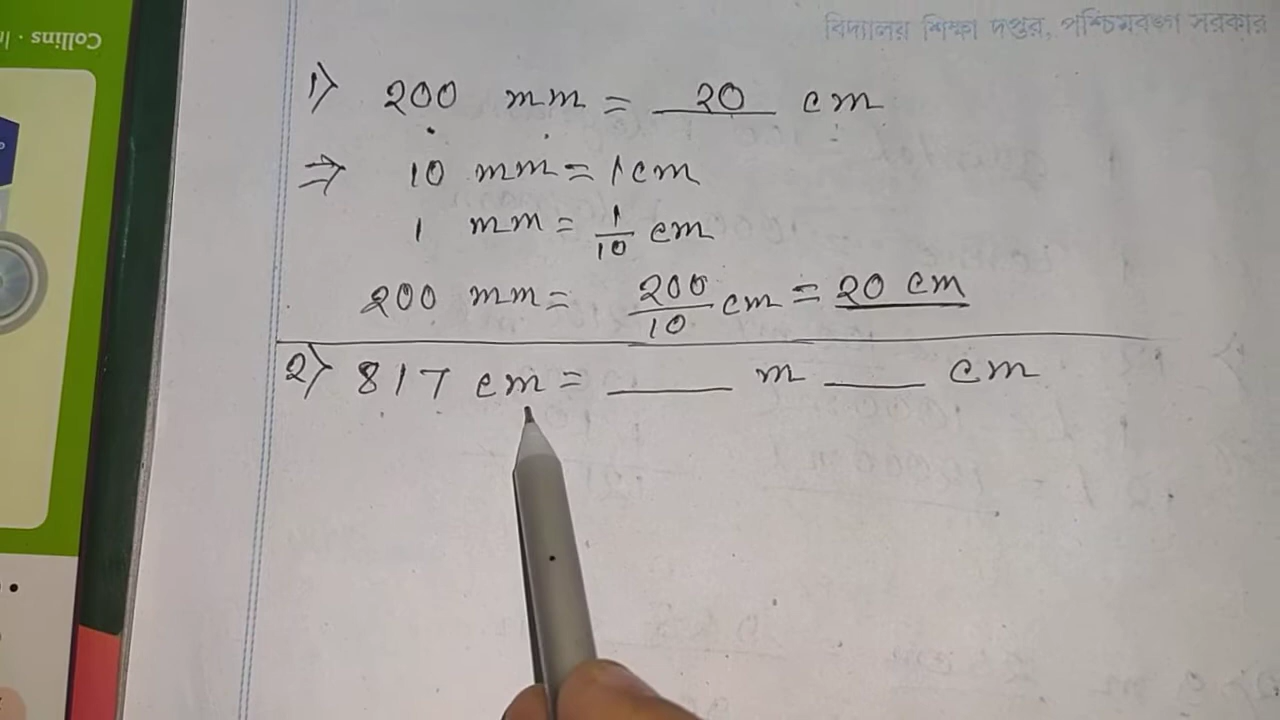 Collins
বিদ্যালয় শিক্ষা দপ্তর, পশ্চিমবঙ্গ সরকার
1) 200 mm = 20 cm
⇒ 10 mm = 1 cm
1 mm = 1/10 cm
200 mm = 200/10 cm = 20 cm
2) 817 cm = ____ m ____ cm